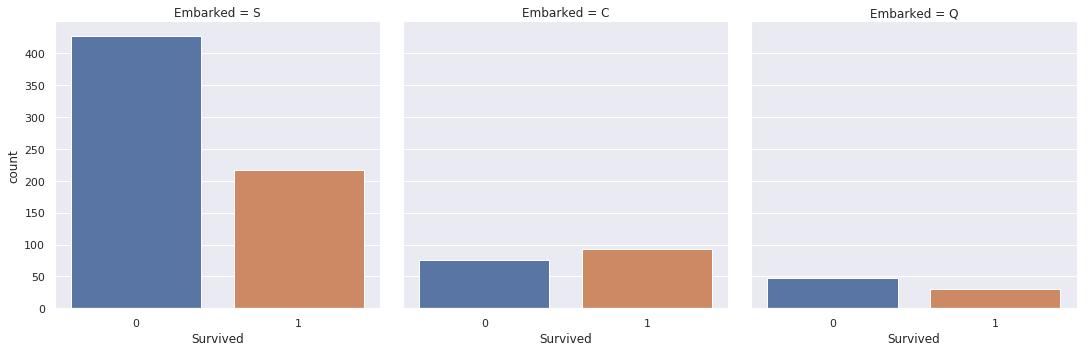 Embarked = S
Embarked = C
Embarked = Q
count
400
350
300
250
200
150
100
50
0
0 1
0 1
0 1
Survived
Survived
Survived